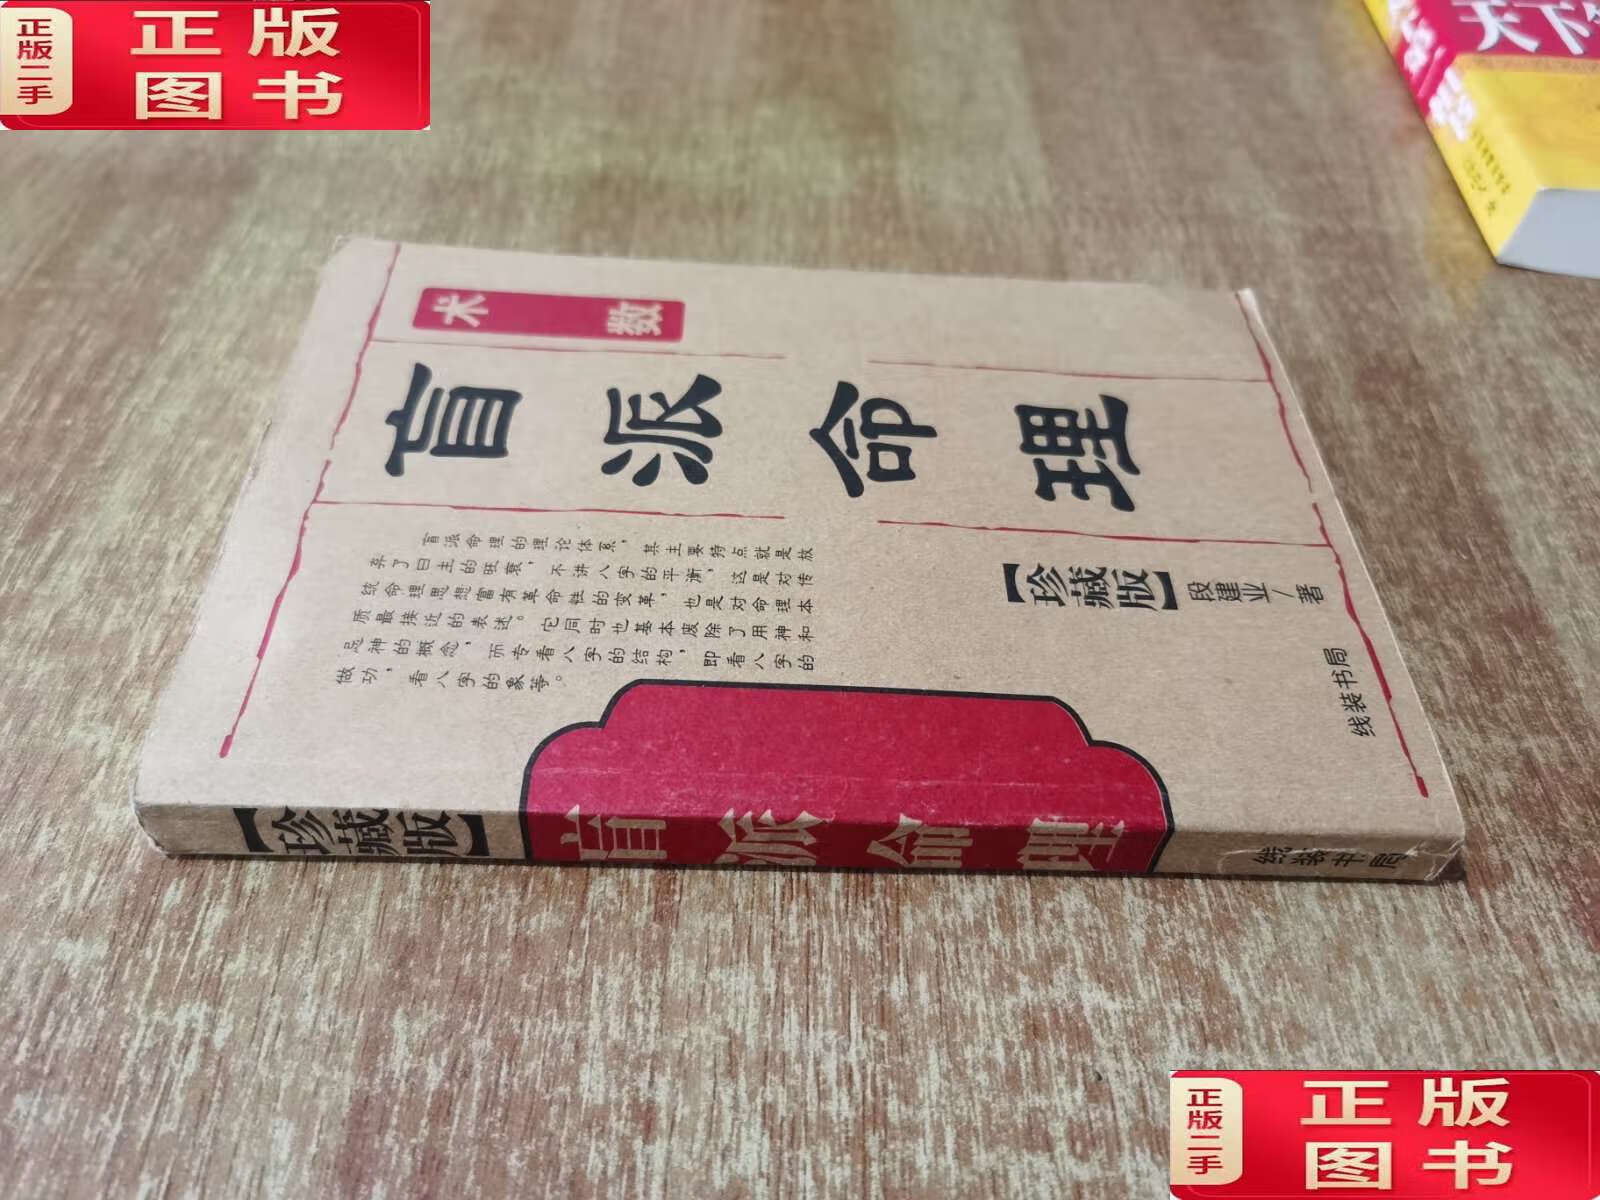 正版二手
正版
图书
术数
盲派命理
盲派命理的理论体系，其主要特点就是放
弃了日主的旺衰，不讲八字的平衡，这是对传
统命理思想富有革命性的变革，也是对命理本
质最接近的表述。它同时也基本废除了用神和
忌神的概念，而专看八字的结构，即看八字的
做功，看八字的象等。
【珍藏版】
段建业/著
线装书局
【珍藏版】
盲派命理
线装书局
天下
正版二手
正版
图书